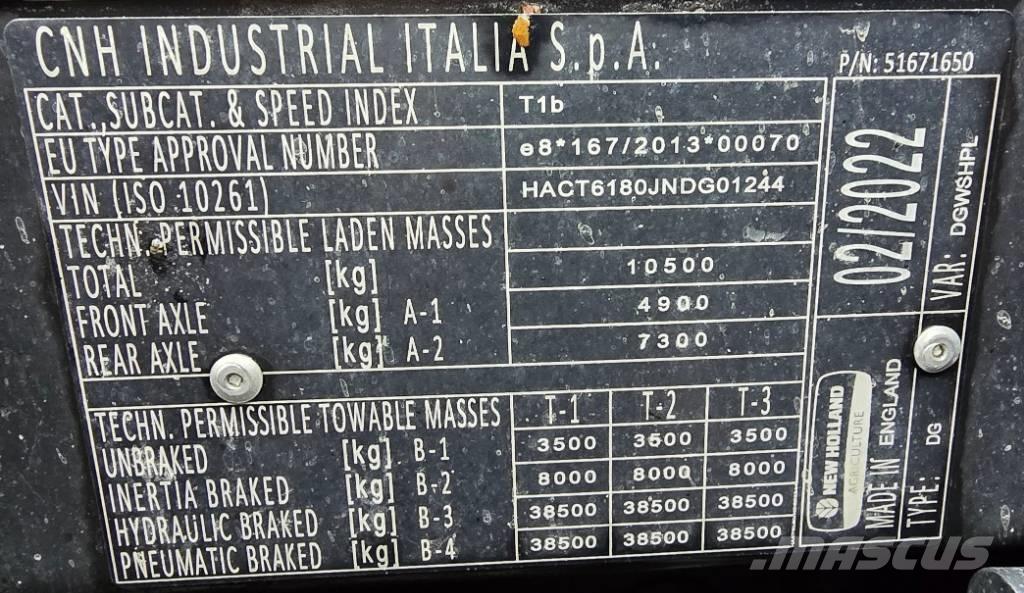 CNH INDUSTRIAL ITALIA S.p.A.
P/N: 51671650
CAT., SUBCAT. & SPEED INDEX T1b
EU TYPE APPROVAL NUMBER e8*167/2013*00070
VIN (ISO 10261) HACT6180JNDG01244
TECHN. PERMISSIBLE LADEN MASSES
TOTAL [kg] 10500
FRONT AXLE [kg] A-1 4900
REAR AXLE [kg] A-2 7300
TECHN. PERMISSIBLE TOWABLE MASSES T-1 T-2 T-3
UNBRAKED [kg] B-1 3500 3500 3500
INERTIA BRAKED [kg] B-2 8000 8000 8000
HYDRAULIC BRAKED [kg] B-3 38500 38500 38500
PNEUMATIC BRAKED [kg] B-4 38500 38500 38500
NEW HOLLAND
AGRICULTURE
MADE IN ENGLAND
02/2022
TYPE: DG
VAR: DGWSHPL
MASCUS